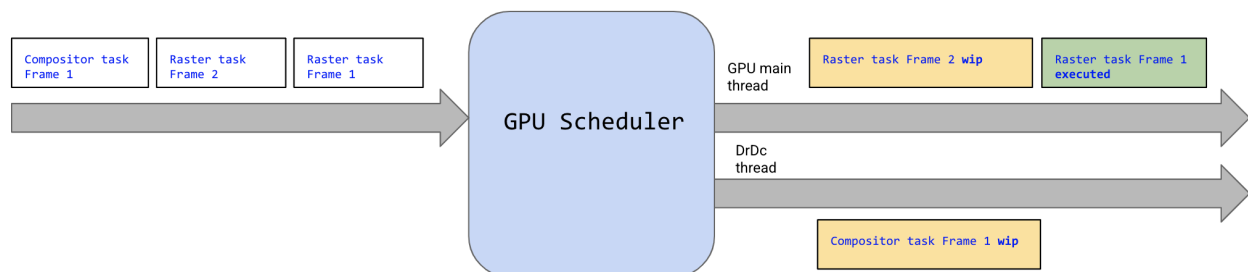 Compositor task
Frame 1
Raster task
Frame 2
Raster task
Frame 1
GPU Scheduler
GPU main
thread
Raster task Frame 2 wip
Raster task Frame 1
executed
DrDc
thread
Compositor task Frame 1 wip